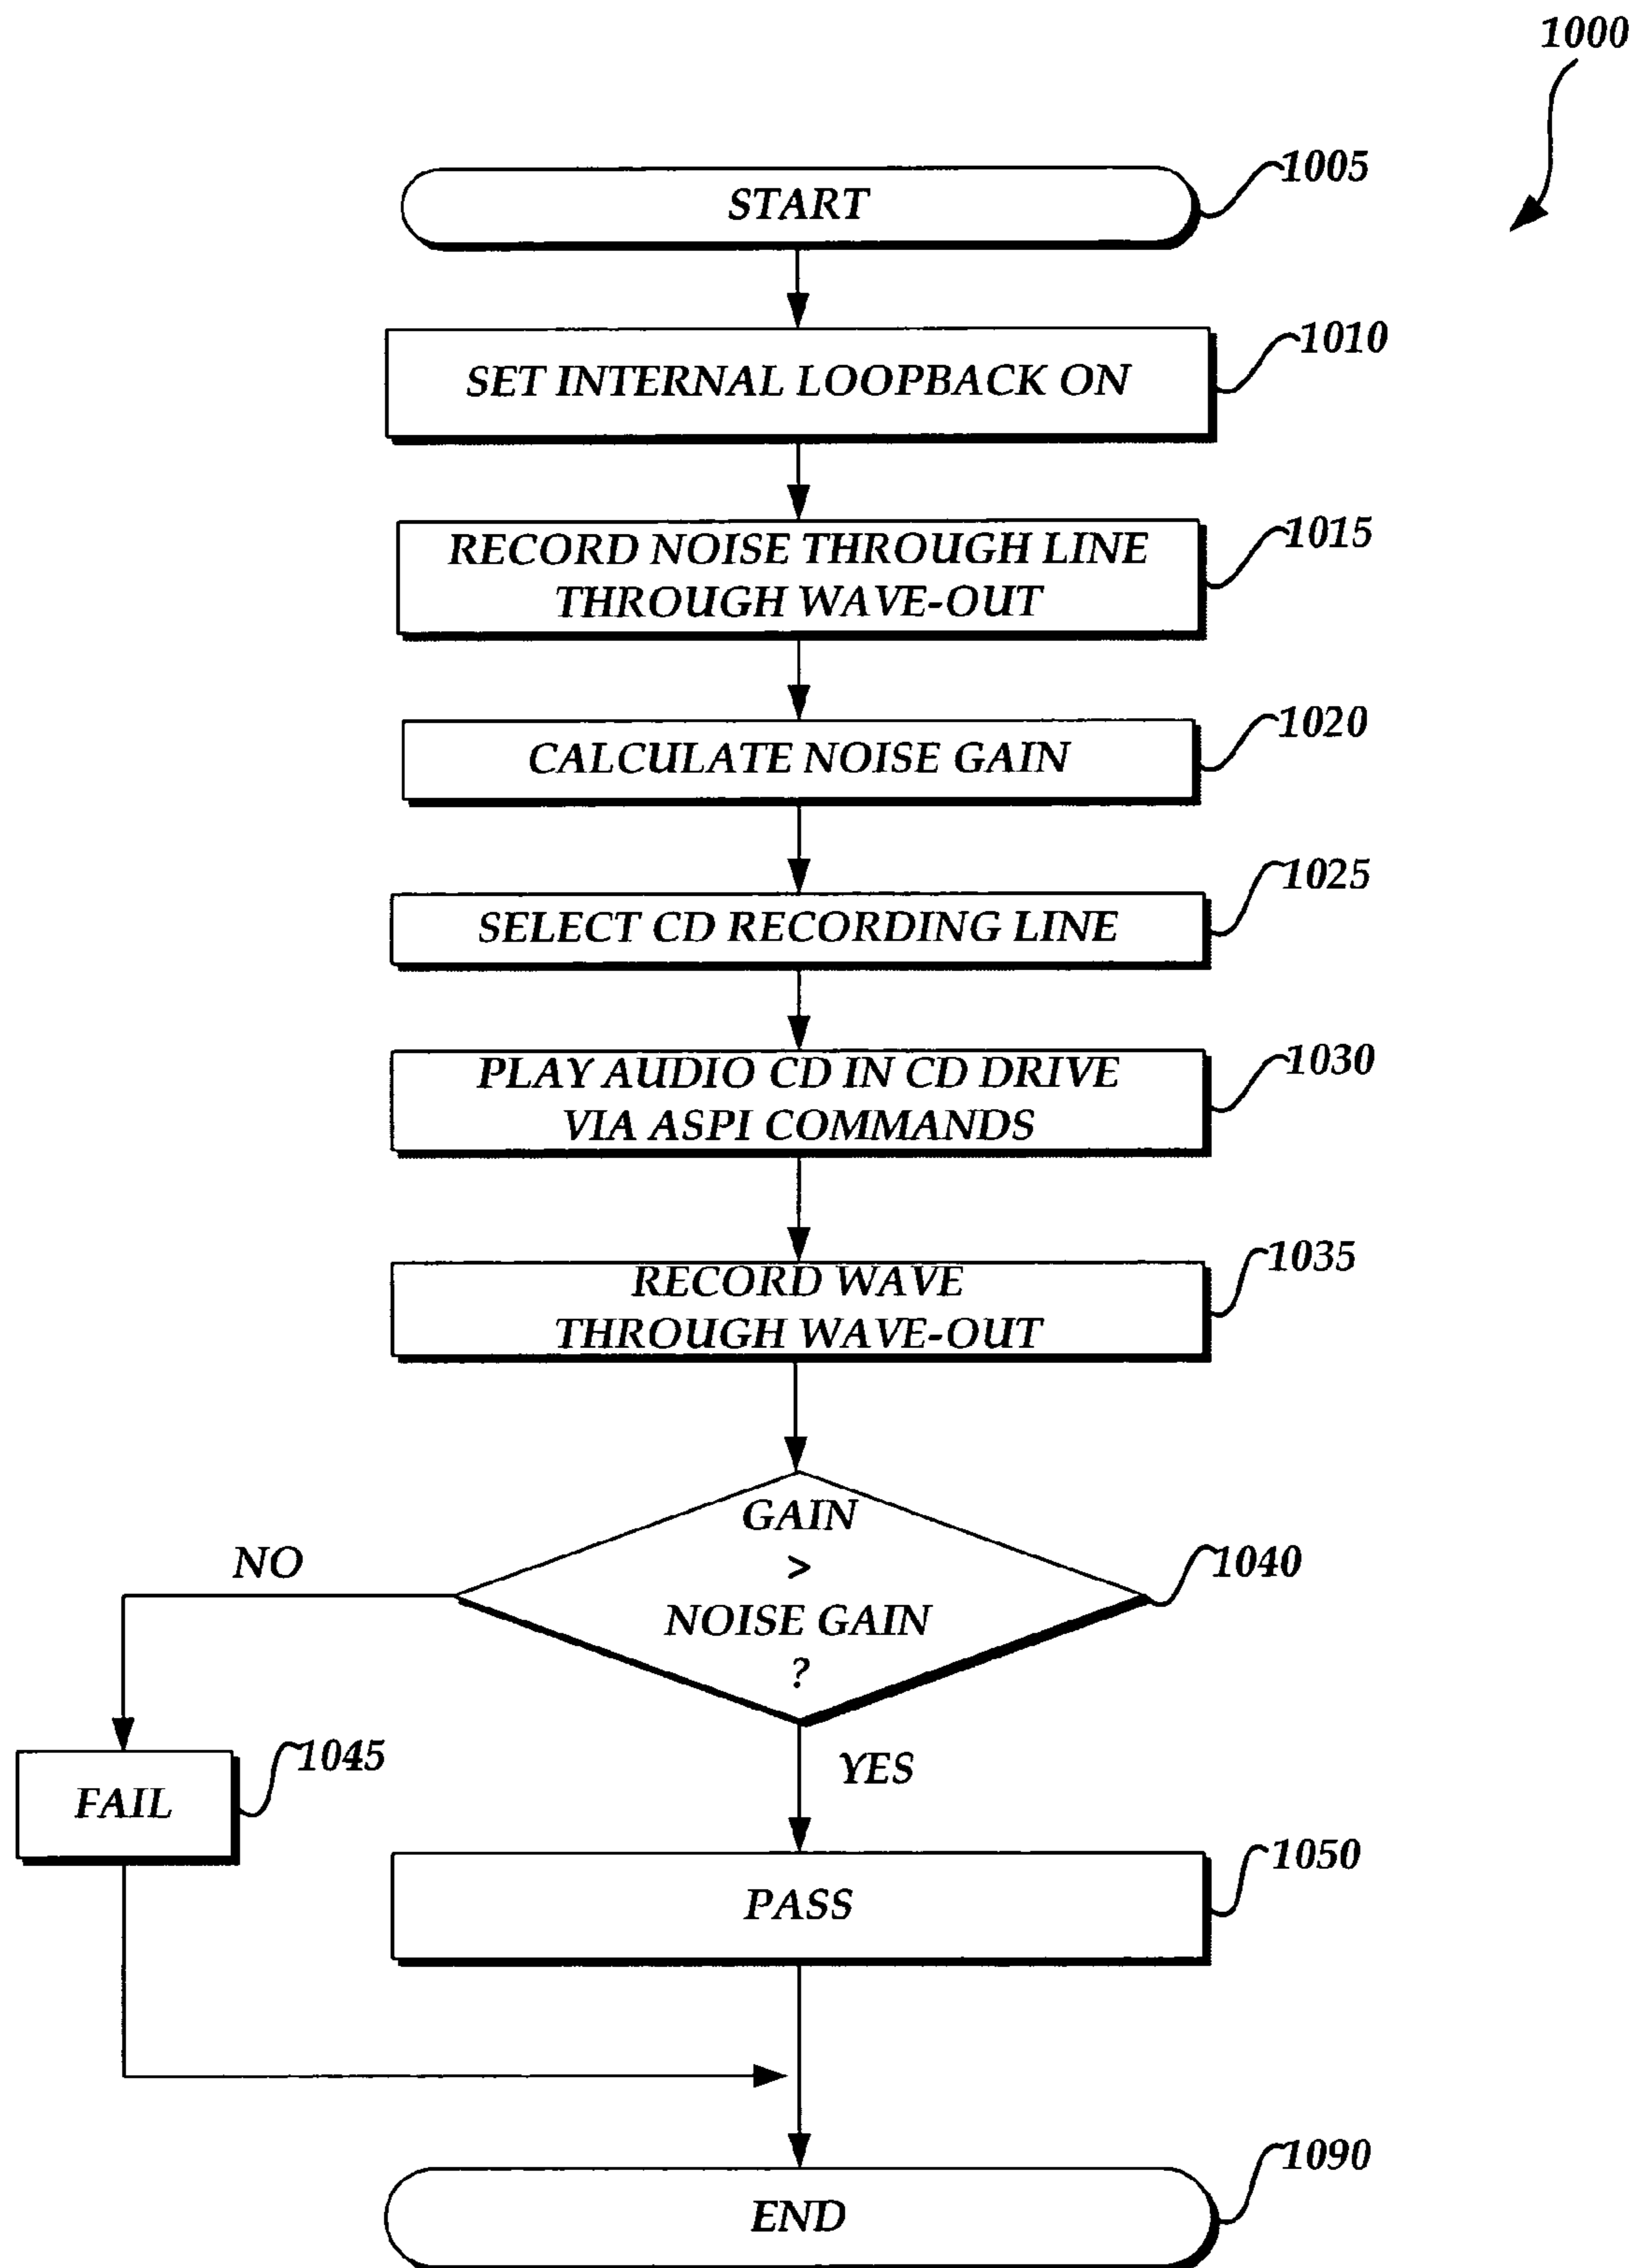 1000
START
1005
SET INTERNAL LOOPBACK ON
1010
RECORD NOISE THROUGH LINE
THROUGH WAVE-OUT
1015
CALCULATE NOISE GAIN
1020
SELECT CD RECORDING LINE
1025
PLAY AUDIO CD IN CD DRIVE
VIA ASPI COMMANDS
1030
RECORD WAVE
THROUGH WAVE-OUT
1035
GAIN
>
NOISE GAIN
?
1040
NO
YES
FAIL
1045
PASS
1050
END
1090